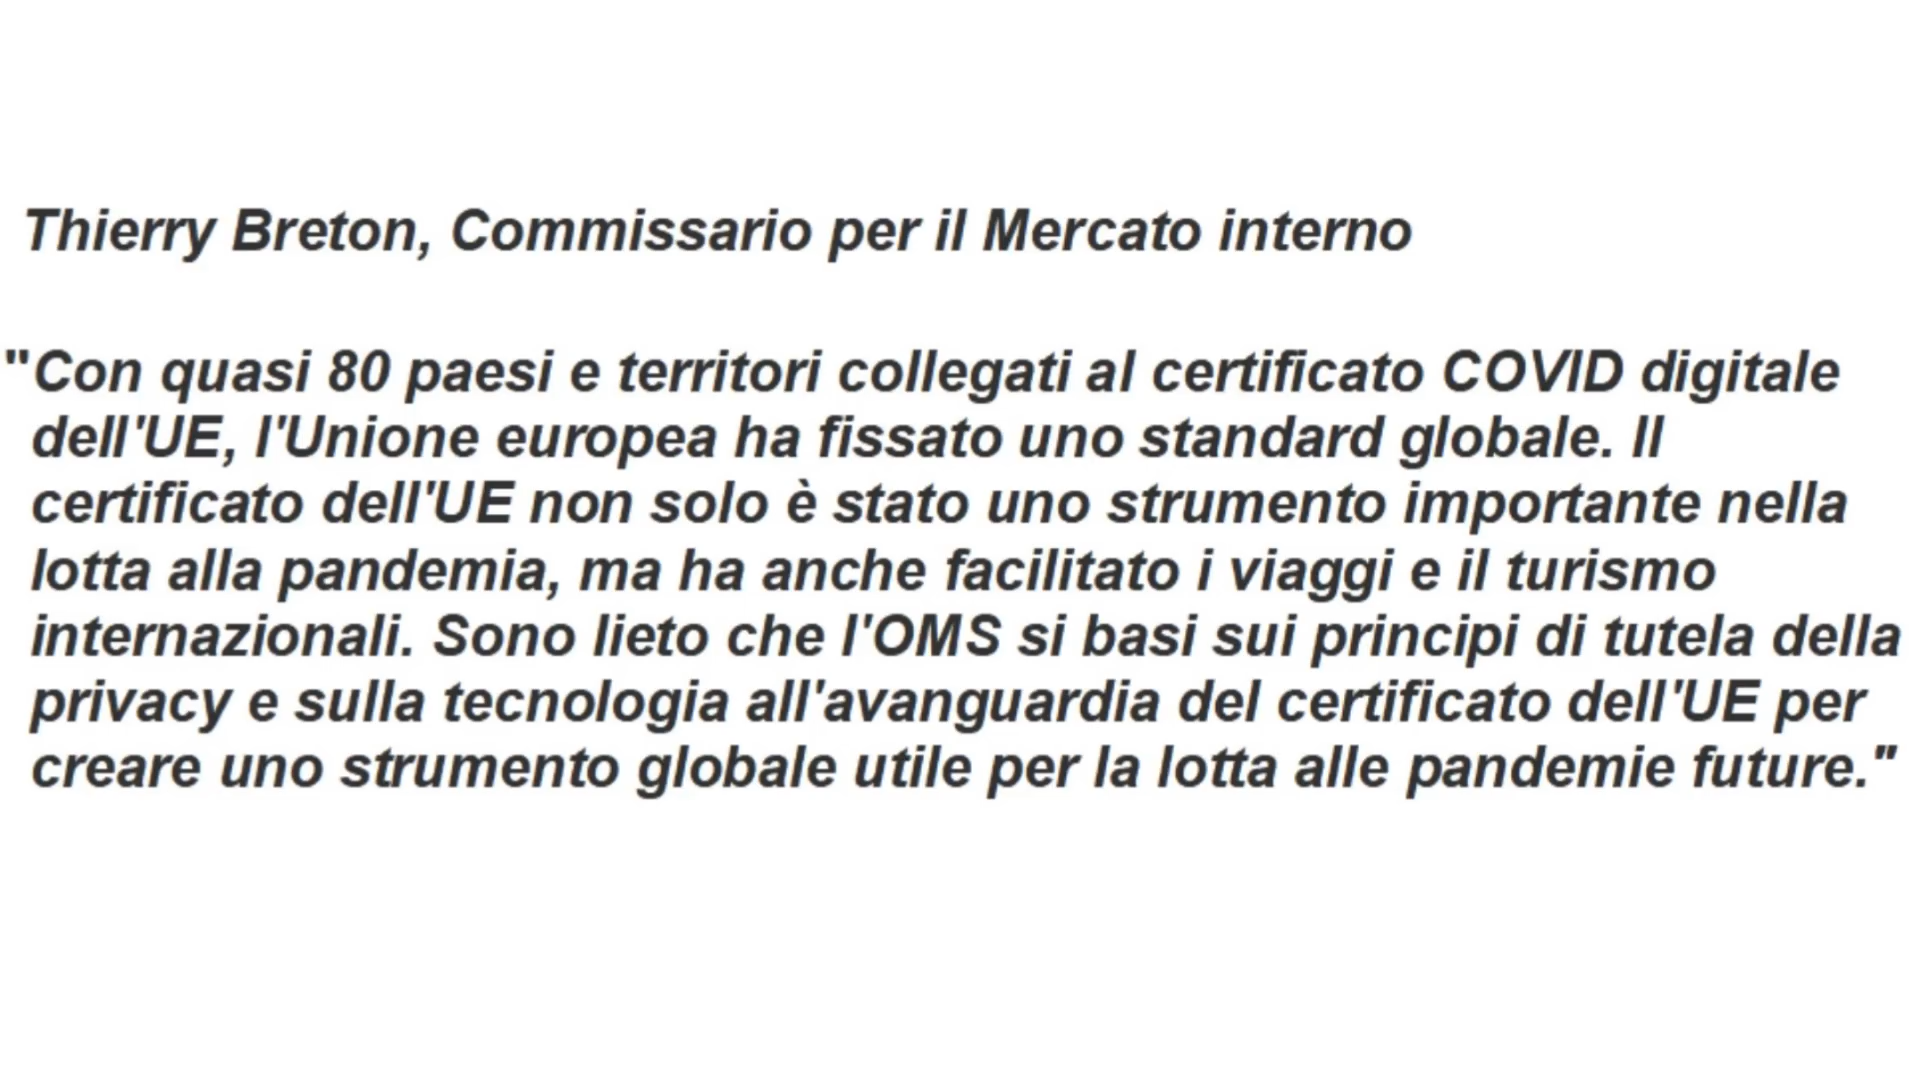 Thierry Breton, Commissario per il Mercato interno
"Con quasi 80 paesi e territori collegati al certificato COVID digitale
dell'UE, l'Unione europea ha fissato uno standard globale. Il
certificato dell'UE non solo è stato uno strumento importante nella
lotta alla pandemia, ma ha anche facilitato i viaggi e il turismo
internazionali. Sono lieto che l'OMS si basi sui principi di tutela della
privacy e sulla tecnologia all'avanguardia del certificato dell'UE per
creare uno strumento globale utile per la lotta alle pandemie future."